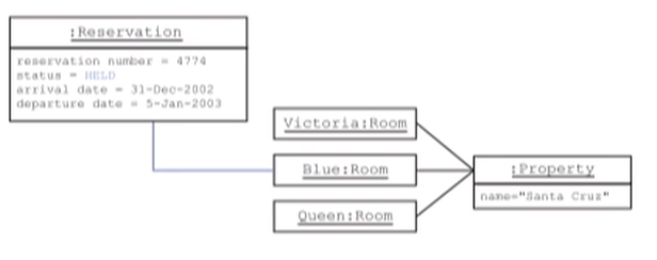 :Reservation
reservation number = 4774
status = HELD
arrival date = 31-Dec-2002
departure date = 5-Jan-2003
Victoria:Room
Blue:Room
Queen:Room
:Property
name="Santa Cruz"